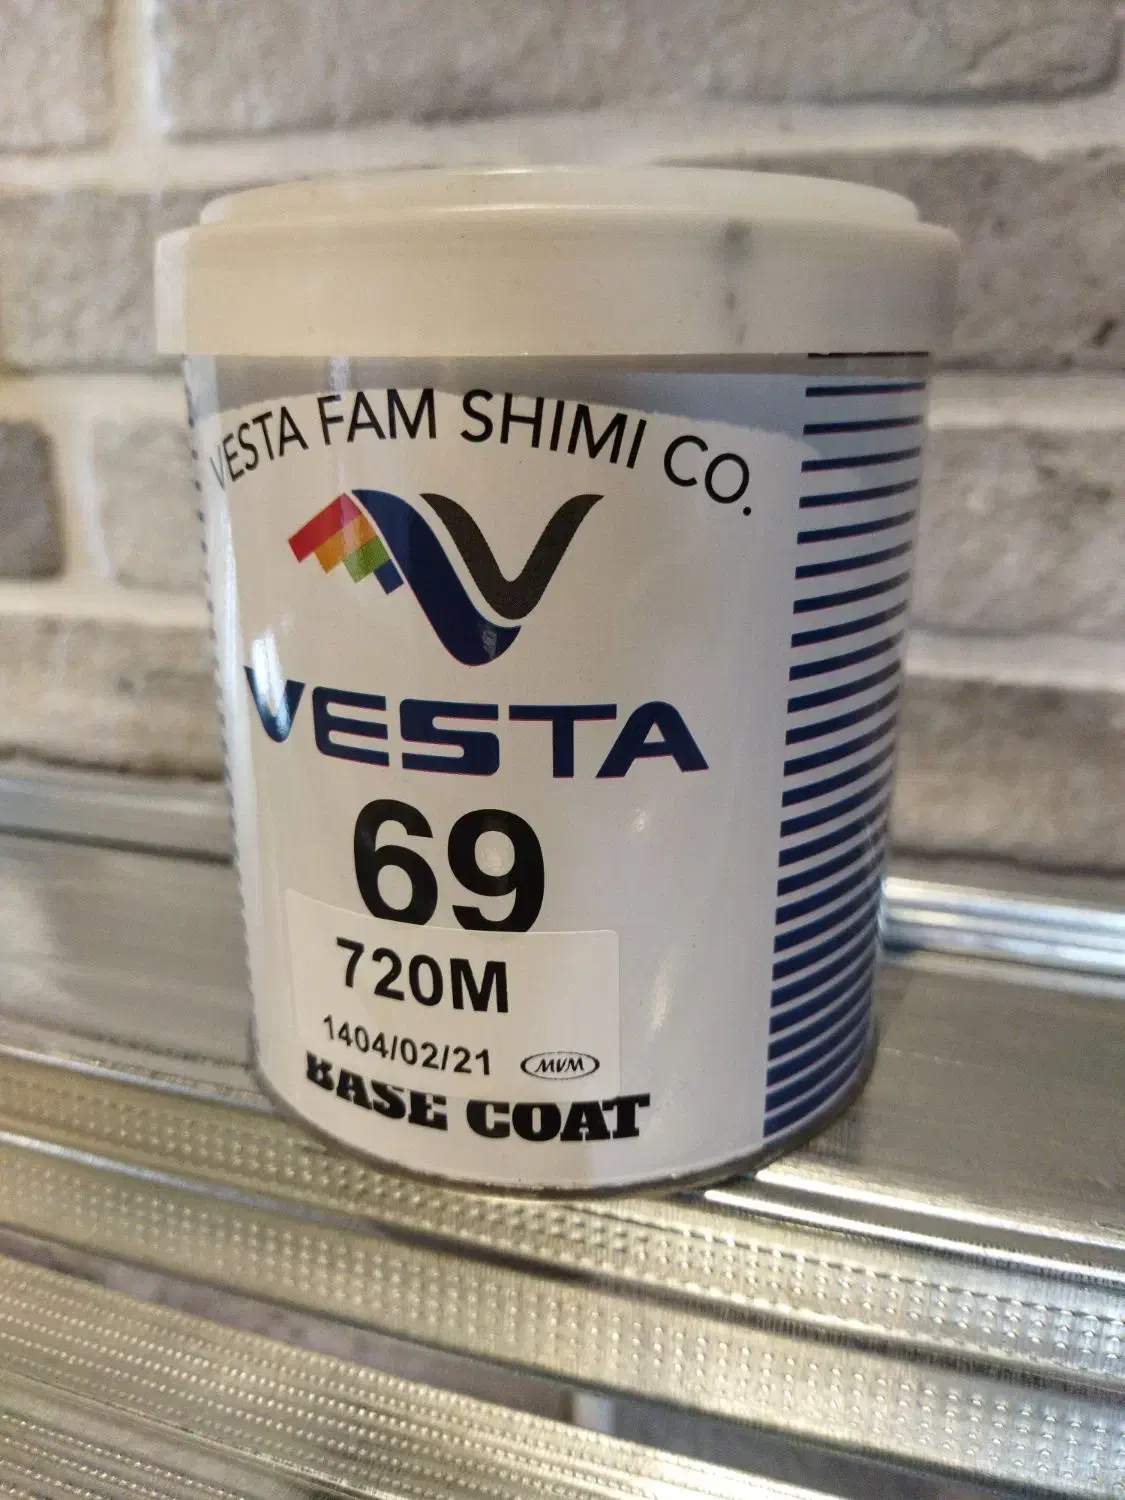 VESTA FAM SHIMI CO.
VESTA
69
720M
1404/02/21 MVM
BASE COAT